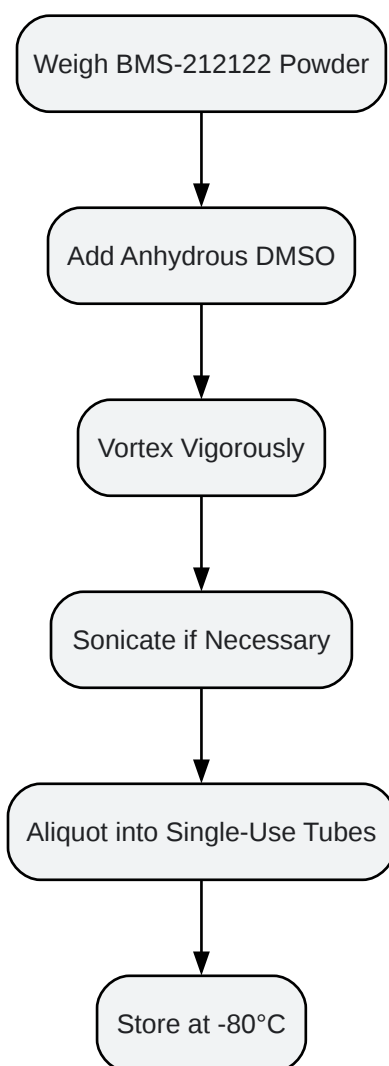 Weigh BMS-212122 Powder
Add Anhydrous DMSO
Vortex Vigorously
Sonicate if Necessary
Aliquot into Single-Use Tubes
Store at -80°C